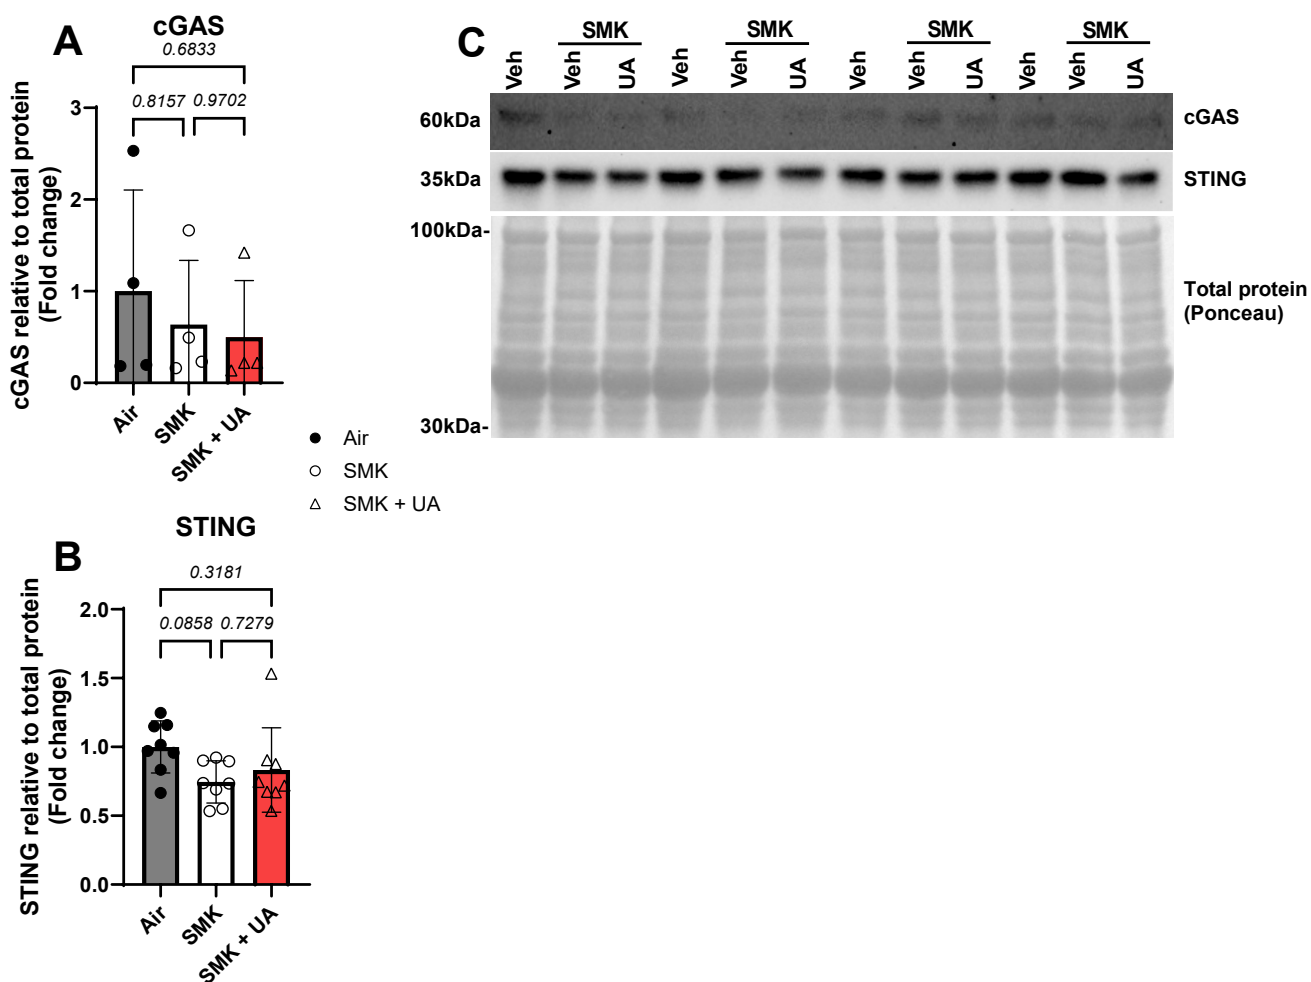 A
cGAS
0.6833
0.8157
0.9702
cGAS relative to total protein
(Fold change)
3
2
1
0
Air
SMK
SMK + UA
Air
SMK
SMK + UA
B
STING
0.3181
0.0858
0.7279
STING relative to total protein
(Fold change)
2.0
1.5
1.0
0.5
0.0
Air
SMK
SMK + UA
C
SMK
SMK
SMK
SMK
Veh
Veh
UA
Veh
Veh
UA
Veh
Veh
UA
Veh
Veh
UA
60kDa
cGAS
35kDa
STING
100kDa-
Total protein
(Ponceau)
30kDa-